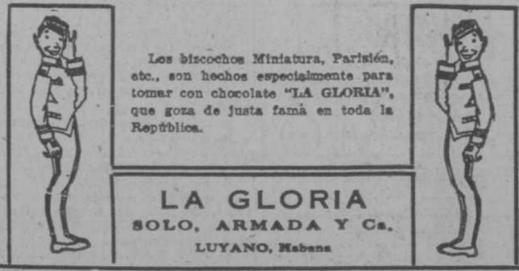 Los bizcochos Miniatura, Parisién,
etc., son hechos especialmente para
tomar con chocolate "LA GLORIA",
que goza de justa famà en toda la
República.
LA GLORIA
SOLO, ARMADA Y Ca.
LUYANO, Habana